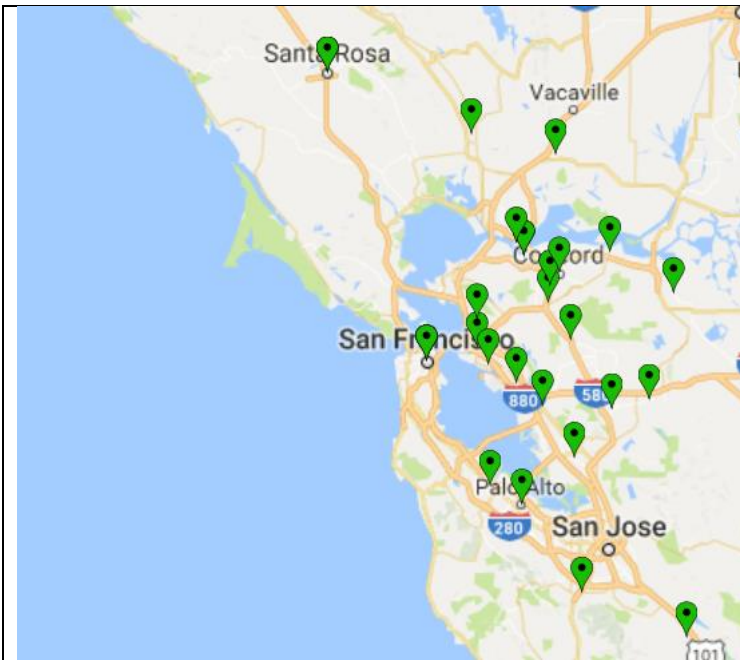 Santa Rosa
Vacaville
Concord
San Francisco
880
580
Palo Alto
280
San Jose
101